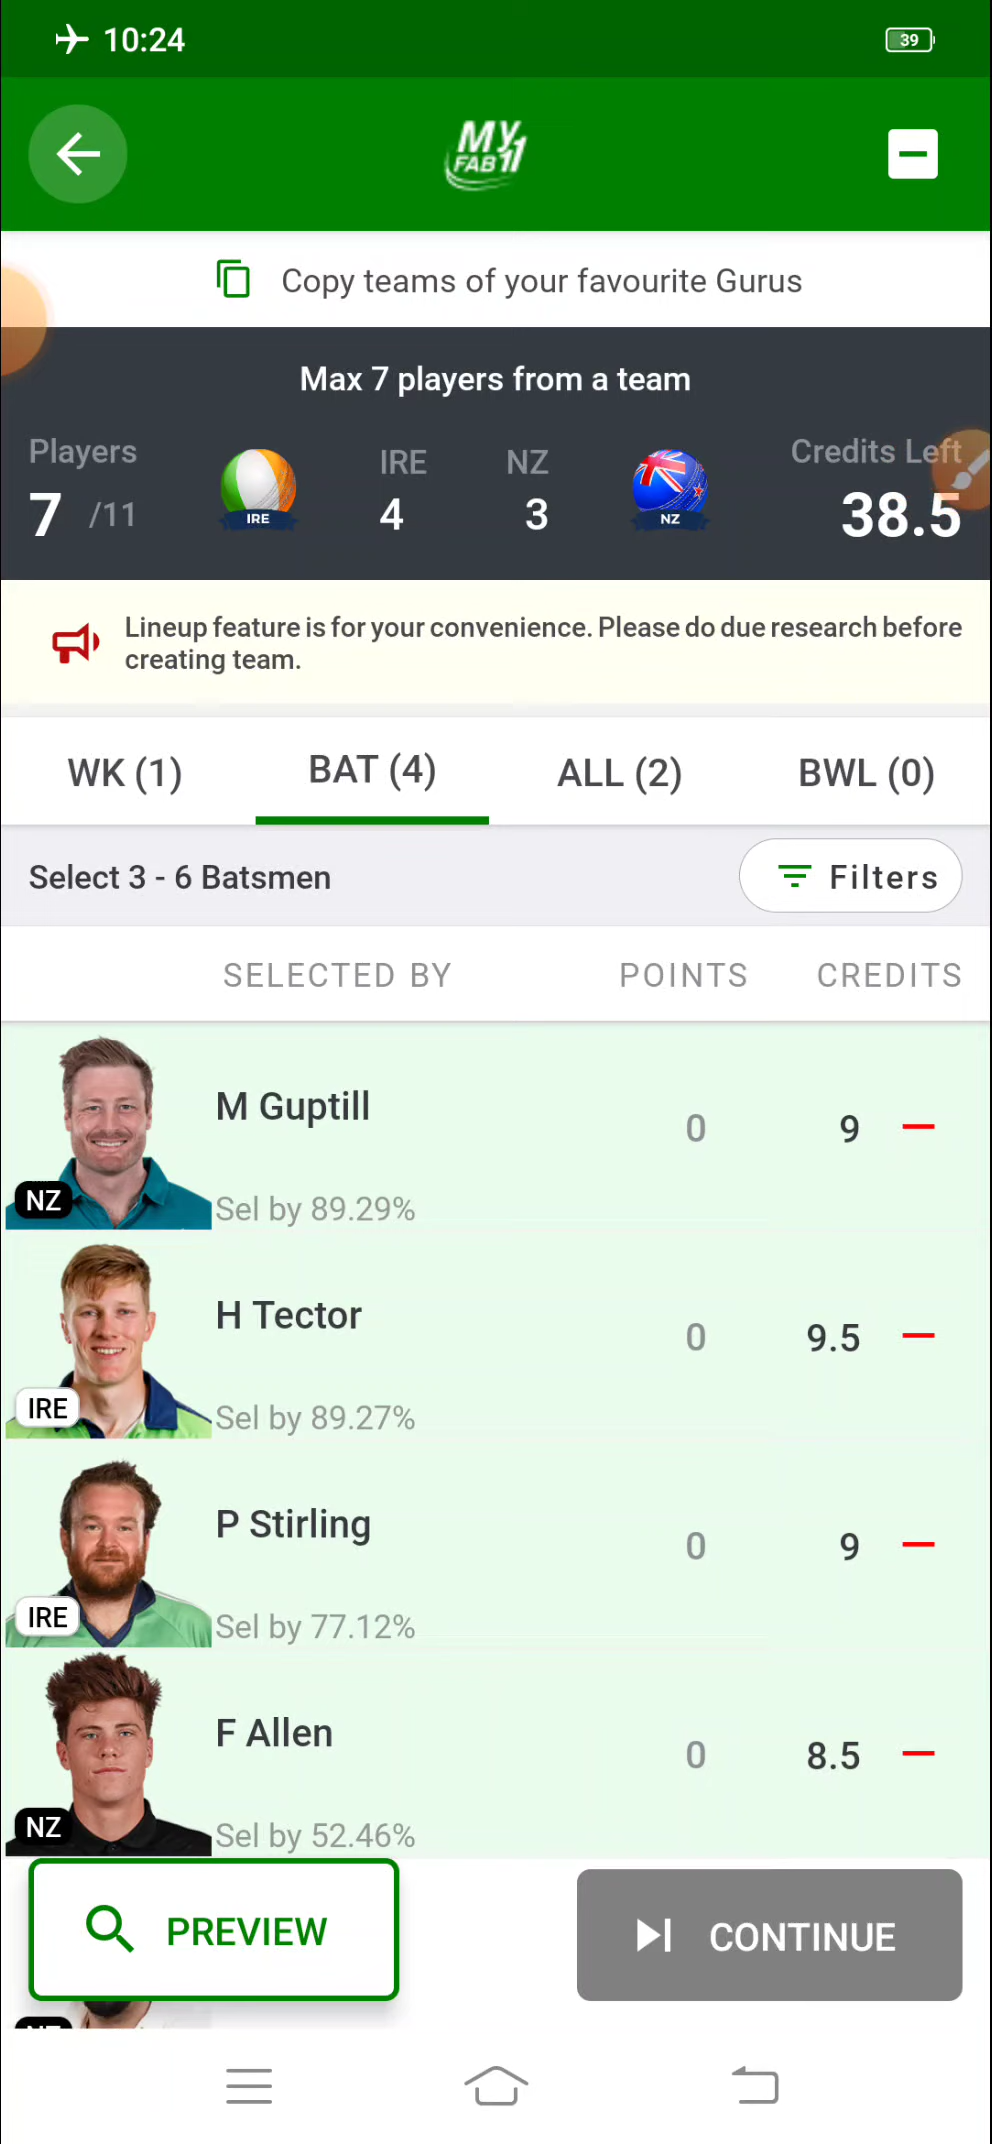 10:24
39
MY
FAB11
Copy teams of your favourite Gurus
Max 7 players from a team
Players
IRE
NZ
Credits Left
7 /11
IRE
4
3
NZ
38.5
Lineup feature is for your convenience. Please do due research before
creating team.
WK (1)
BAT (4)
ALL (2)
BWL (0)
Select 3 - 6 Batsmen
Filters
SELECTED BY
POINTS
CREDITS
M Guptill
0
9
NZ
Sel by 89.29%
H Tector
0
9.5
IRE
Sel by 89.27%
P Stirling
0
9
IRE
Sel by 77.12%
F Allen
0
8.5
NZ
Sel by 52.46%
PREVIEW
CONTINUE